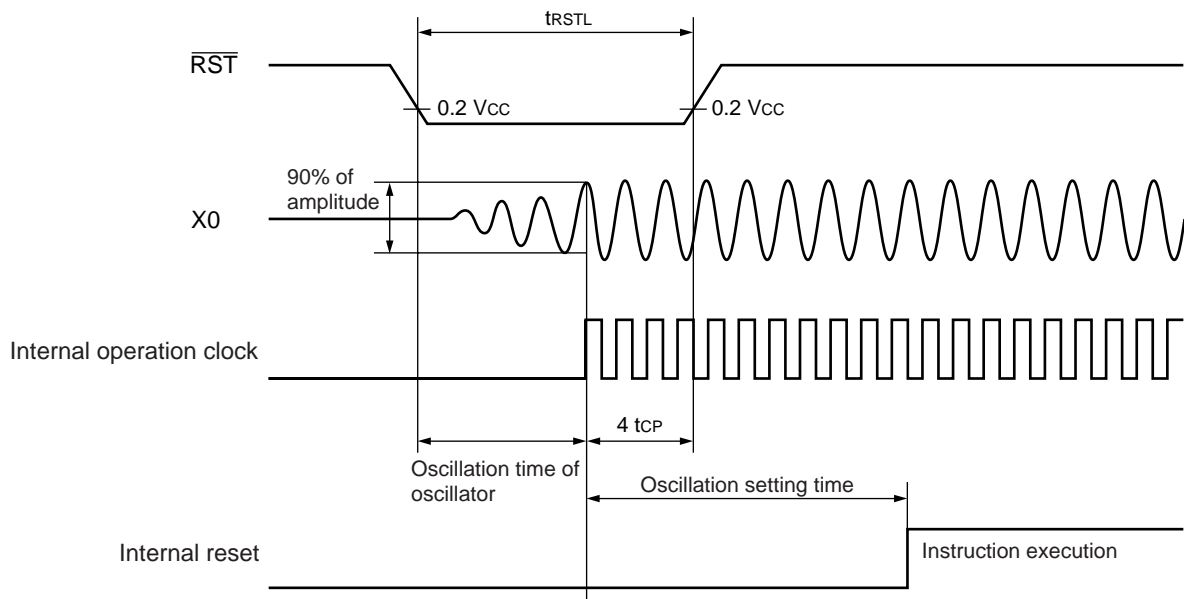 tRSTL
RST
0.2 VCC
0.2 VCC
90% of
amplitude
X0
Internal operation clock
4 tCP
Oscillation time of
oscillator
Oscillation setting time
Internal reset
Instruction execution